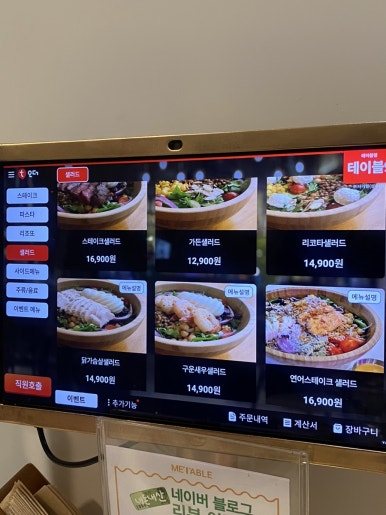 t오더
샐러드
테이블
스테이크
파스타
리조또
샐러드
사이드메뉴
주류/음료
이벤트 메뉴
직원호출
스테이크샐러드
16,900원
가든샐러드
12,900원
리코타샐러드
14,900원
메뉴설명
닭가슴살샐러드
14,900원
메뉴설명
구운새우샐러드
14,900원
메뉴설명
연어스테이크 샐러드
16,900원
이벤트
추가기능
주문내역
계산서
장바구니
METABLE
네이버 블로그
리뷰